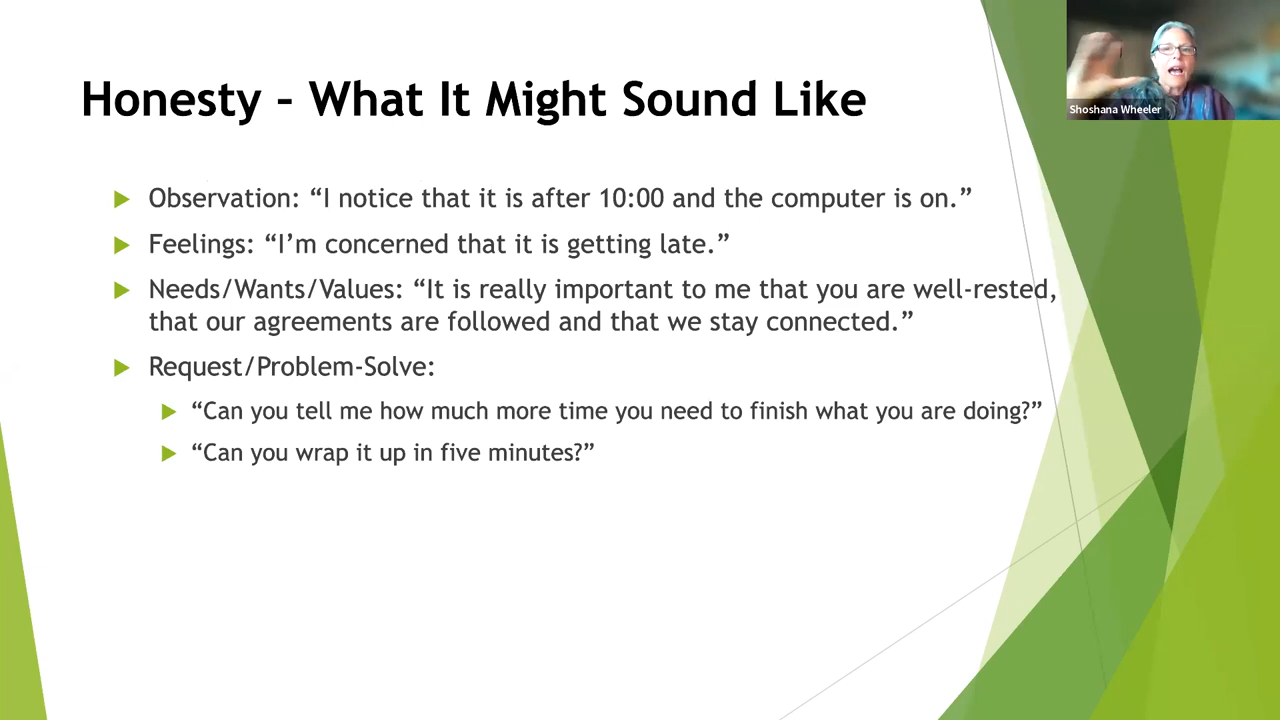 Honesty – What It Might Sound Like
Shoshana Wheeler
Observation: “I notice that it is after 10:00 and the computer is on.”
Feelings: “I’m concerned that it is getting late.”
Needs/Wants/Values: “It is really important to me that you are well-rested,
that our agreements are followed and that we stay connected.”
Request/Problem-Solve:
“Can you tell me how much more time you need to finish what you are doing?”
“Can you wrap it up in five minutes?”